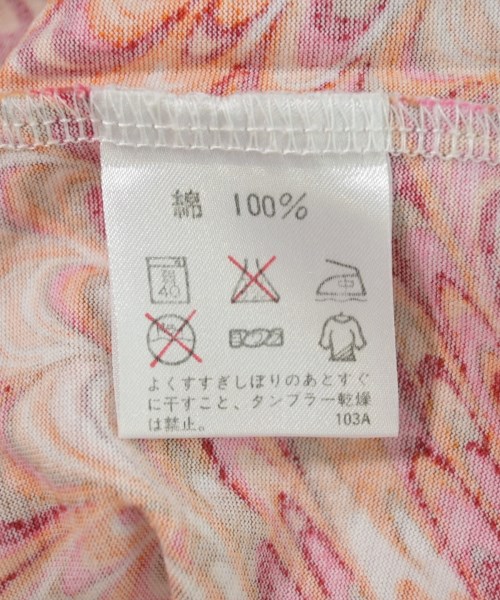 綿 100%
弱
40
中
よくすすぎしぼりのあとすぐ
に干すこと、タンブラー乾燥
は禁止。 103A